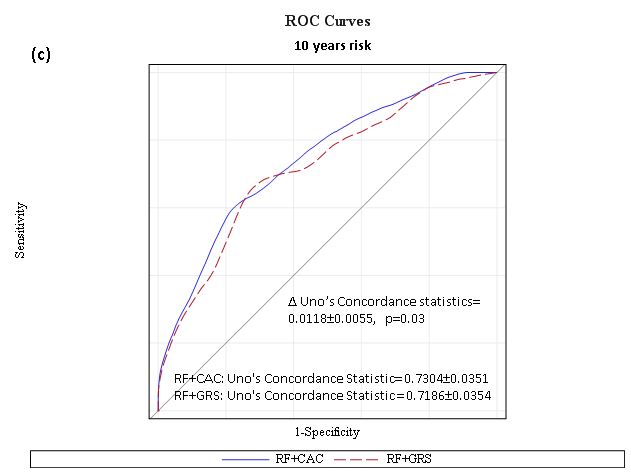 ROC Curves
10 years risk
(c)
Sensitivity
Δ Uno's Concordance statistics=
0.0118±0.0055, p=0.03
RF+CAC: Uno's Concordance Statistic=0.7304±0.0351
RF+GRS: Uno's Concordance Statistic=0.7186±0.0354
1-Specificity
RF+CAC RF+GRS